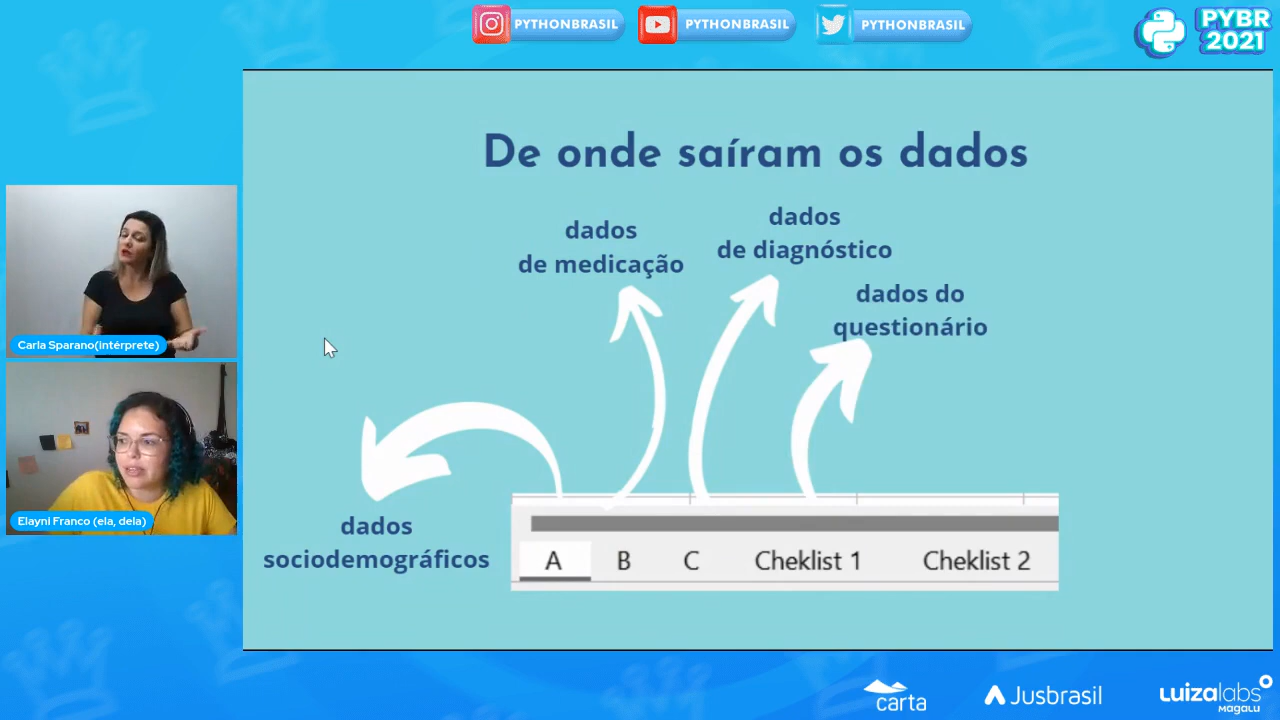 PYTHONBRASIL
PYTHONBRASIL
PYTHONBRASIL
PYBR
2021
De onde saíram os dados
dados
de medicação
dados
de diagnóstico
dados do
questionário
Carla Sparano(intérprete)
Elayni Franco (ela, dela)
dados
sociodemográficos
A
B
C
Cheklist 1
Cheklist 2
carta
Jusbrasil
Luizalabs
MAGALU